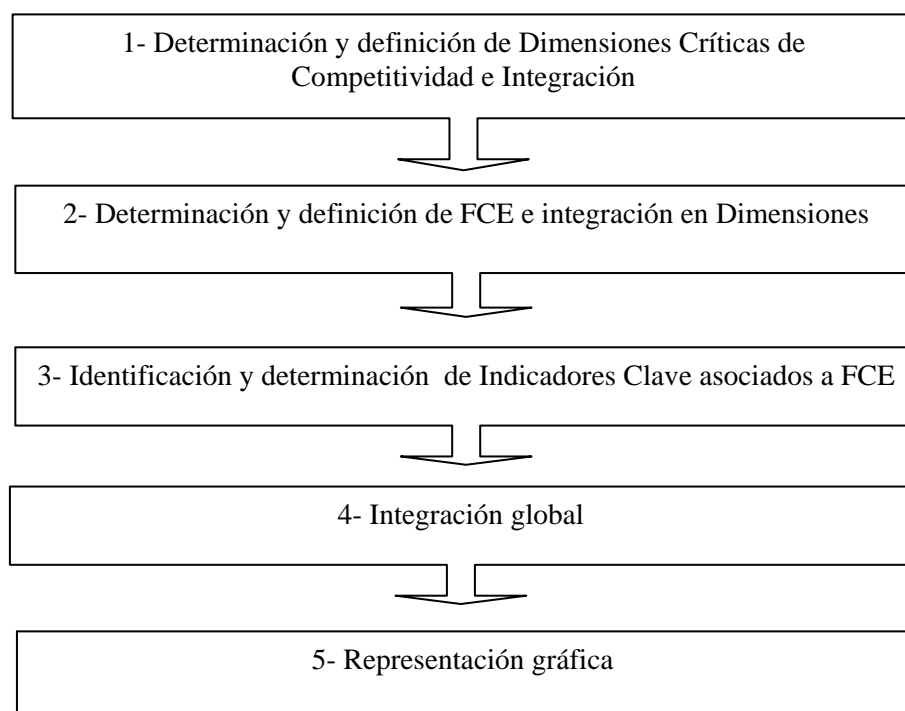 1- Determinación y definición de Dimensiones Críticas de
Competitividad e Integración
2- Determinación y definición de FCE e integración en Dimensiones
3- Identificación y determinación de Indicadores Clave asociados a FCE
4- Integración global
5- Representación gráfica